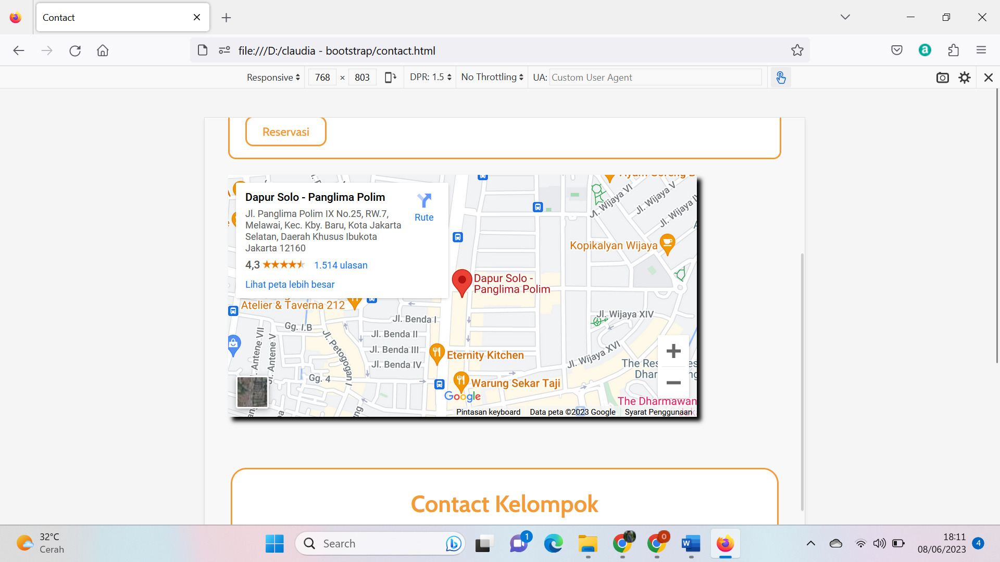 Contact
file:///D:/claudia - bootstrap/contact.html
Responsive 768 × 803 DPR: 1.5 No Throttling UA: Custom User Agent
Reservasi
Dapur Solo - Panglima Polim
Rute
Jl. Panglima Polim IX No.25, RW.7,
Melawai, Kec. Kby. Baru, Kota Jakarta
Selatan, Daerah Khusus Ibukota
Jakarta 12160
4,3 1.514 ulasan
Lihat peta lebih besar
Jl. Wijaya VI
Jl. Wijaya V
Kopikalyan Wijaya
Dapur Solo -
Panglima Polim
Atelier & Taverna 212
Jl. Wijaya XIV
Jl. Benda I
Gg. I.B
Jl. Benda II
Jl. Petogogan I
Jl. Benda III
Jl. Benda IV
Antene VII
Jl. Antene V
Eternity Kitchen
Jl. Wijaya XVI
Gg. 4
Warung Sekar Taji
Google
The Dharmawan
Pintasan keyboard Data peta ©2023 Google Syarat Penggunaan
Contact Kelompok
32°C
Cerah
Search
1
0
18:11
08/06/2023
4